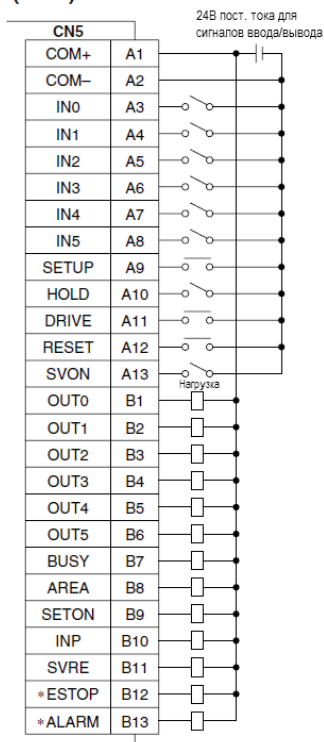 24В пост. тока для
сигналов ввода/вывода
CN5
COM+ A1
COM– A2
IN0 A3
IN1 A4
IN2 A5
IN3 A6
IN4 A7
IN5 A8
SETUP A9
HOLD A10
DRIVE A11
RESET A12
SVON A13
Нагрузка
OUT0 B1
OUT1 B2
OUT2 B3
OUT3 B4
OUT4 B5
OUT5 B6
BUSY B7
AREA B8
SETON B9
INP B10
SVRE B11
*ESTOP B12
*ALARM B13